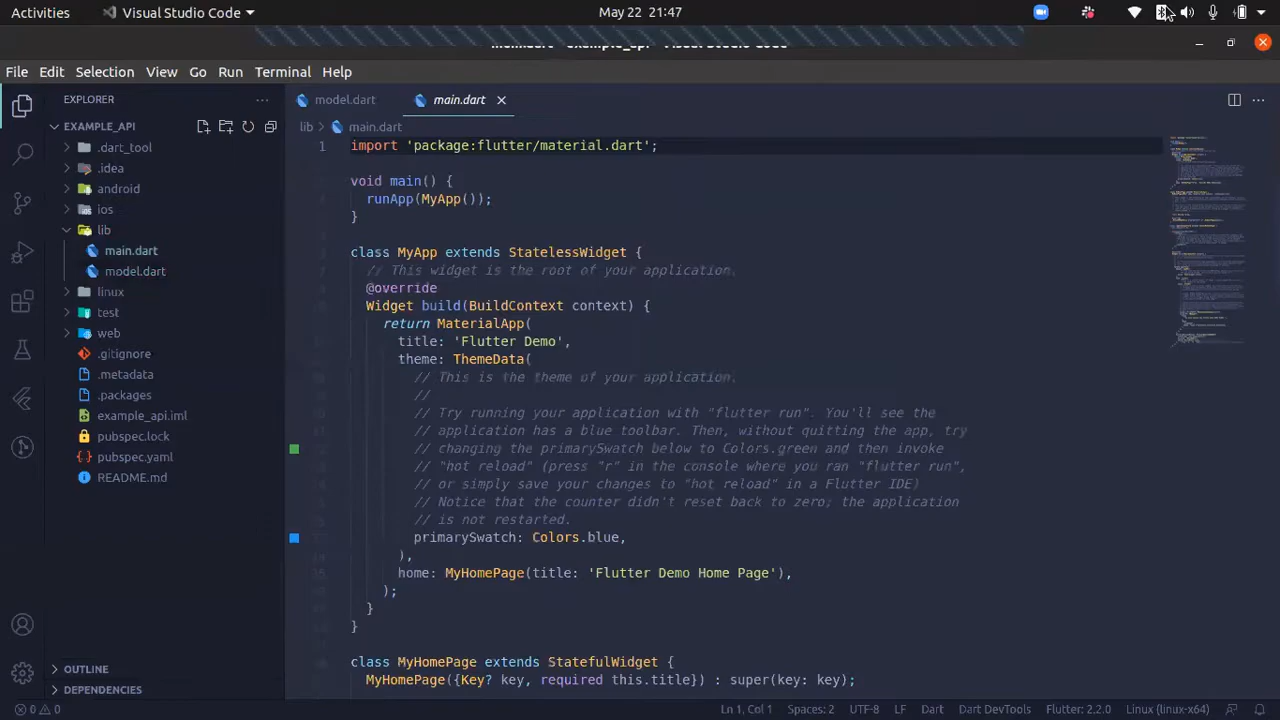 Activities Visual Studio Code May 22 21:47
main.dart - example_api - Visual Studio Code
File Edit Selection View Go Run Terminal Help
EXPLORER
EXAMPLE_API
.dart_tool
.idea
android
ios
lib
main.dart
model.dart
linux
test
web
.gitignore
.metadata
.packages
example_api.iml
pubspec.lock
pubspec.yaml
README.md
OUTLINE
DEPENDENCIES
model.dart main.dart
lib main.dart
1 import 'package:flutter/material.dart';
void main() {
runApp(MyApp());
}
class MyApp extends StatelessWidget {
// This widget is the root of your application.
@override
Widget build(BuildContext context) {
return MaterialApp(
title: 'Flutter Demo',
theme: ThemeData(
// This is the theme of your application.
//
// Try running your application with "flutter run". You'll see the
// application has a blue toolbar. Then, without quitting the app, try
// changing the primarySwatch below to Colors.green and then invoke
// "hot reload" (press "r" in the console where you ran "flutter run",
// or simply save your changes to "hot reload" in a Flutter IDE)
// Notice that the counter didn't reset back to zero; the application
// is not restarted.
primarySwatch: Colors.blue,
),
home: MyHomePage(title: 'Flutter Demo Home Page'),
);
}
}
class MyHomePage extends StatefulWidget {
MyHomePage({Key? key, required this.title}) : super(key: key);
0 0 Ln 1, Col 1 Spaces: 2 UTF-8 LF Dart Dart DevTools Flutter: 2.2.0 Linux (linux-x64)